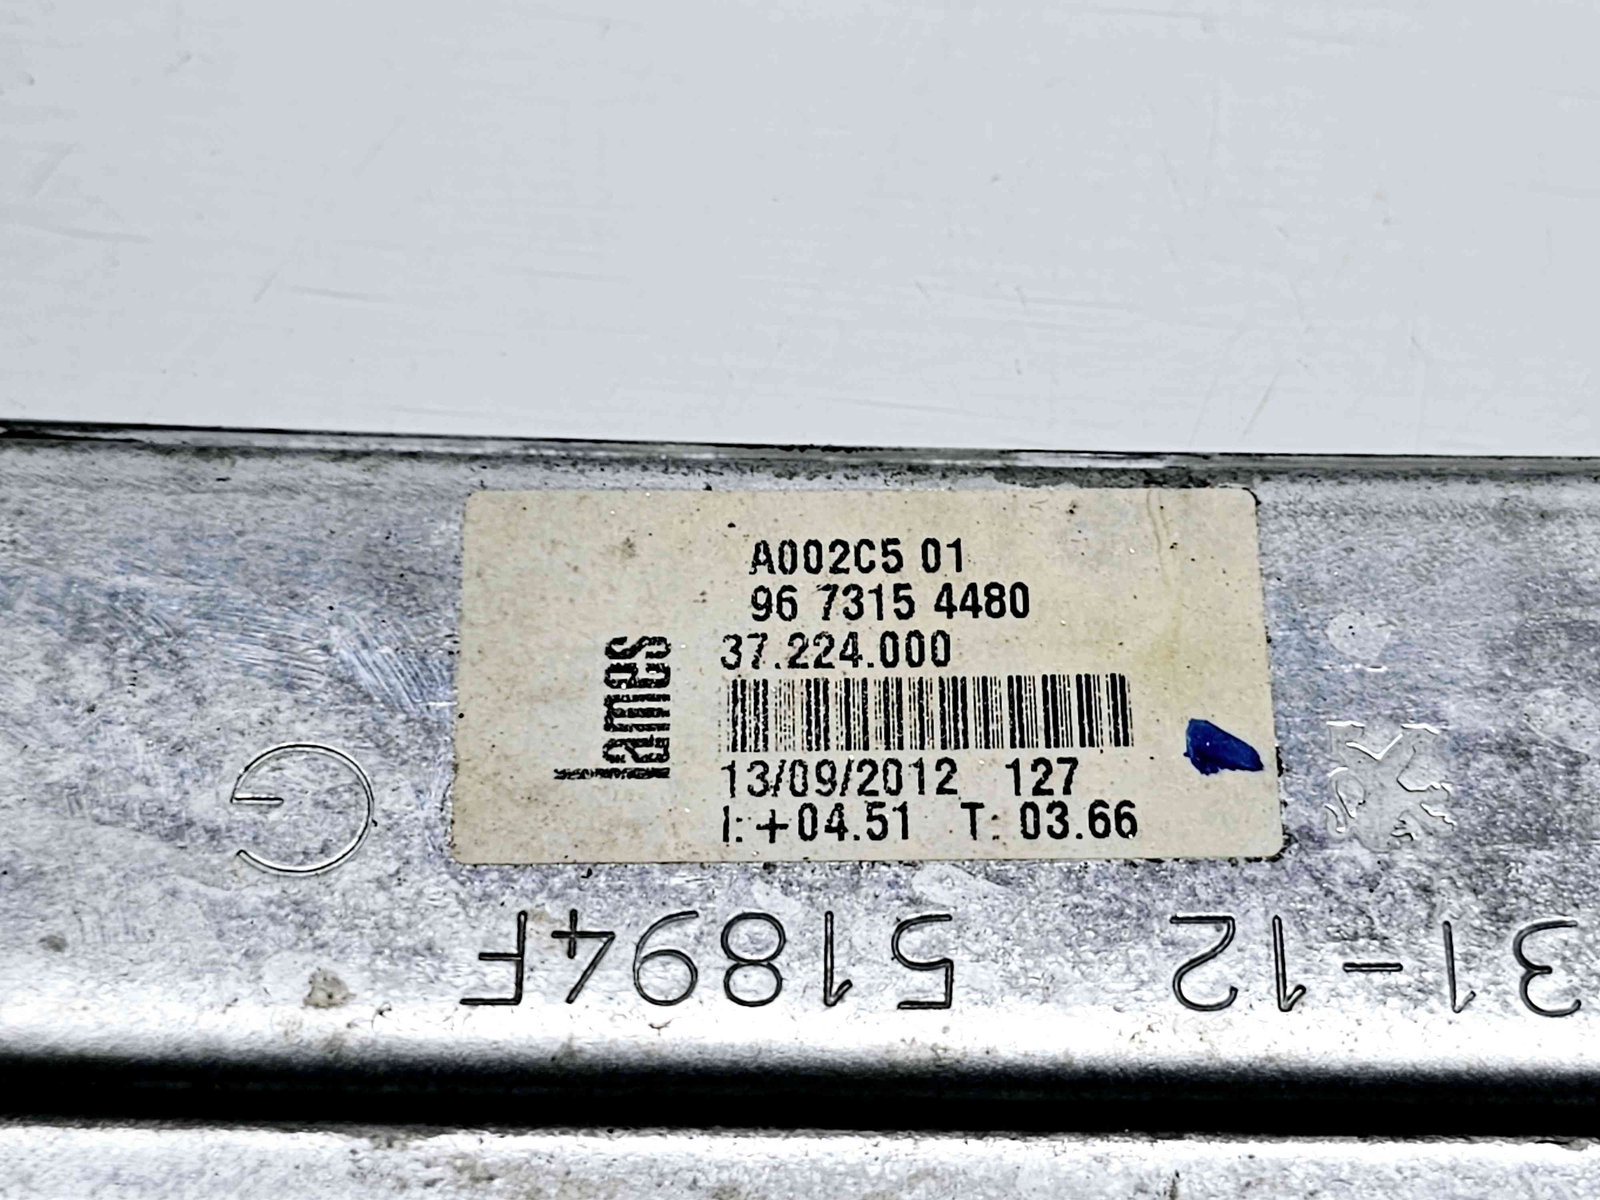 A002C5 01
96 7315 4480
37.224.000
lames
13/09/2012 127
I: +04.51 T: 03.66
G
31-12 51894F